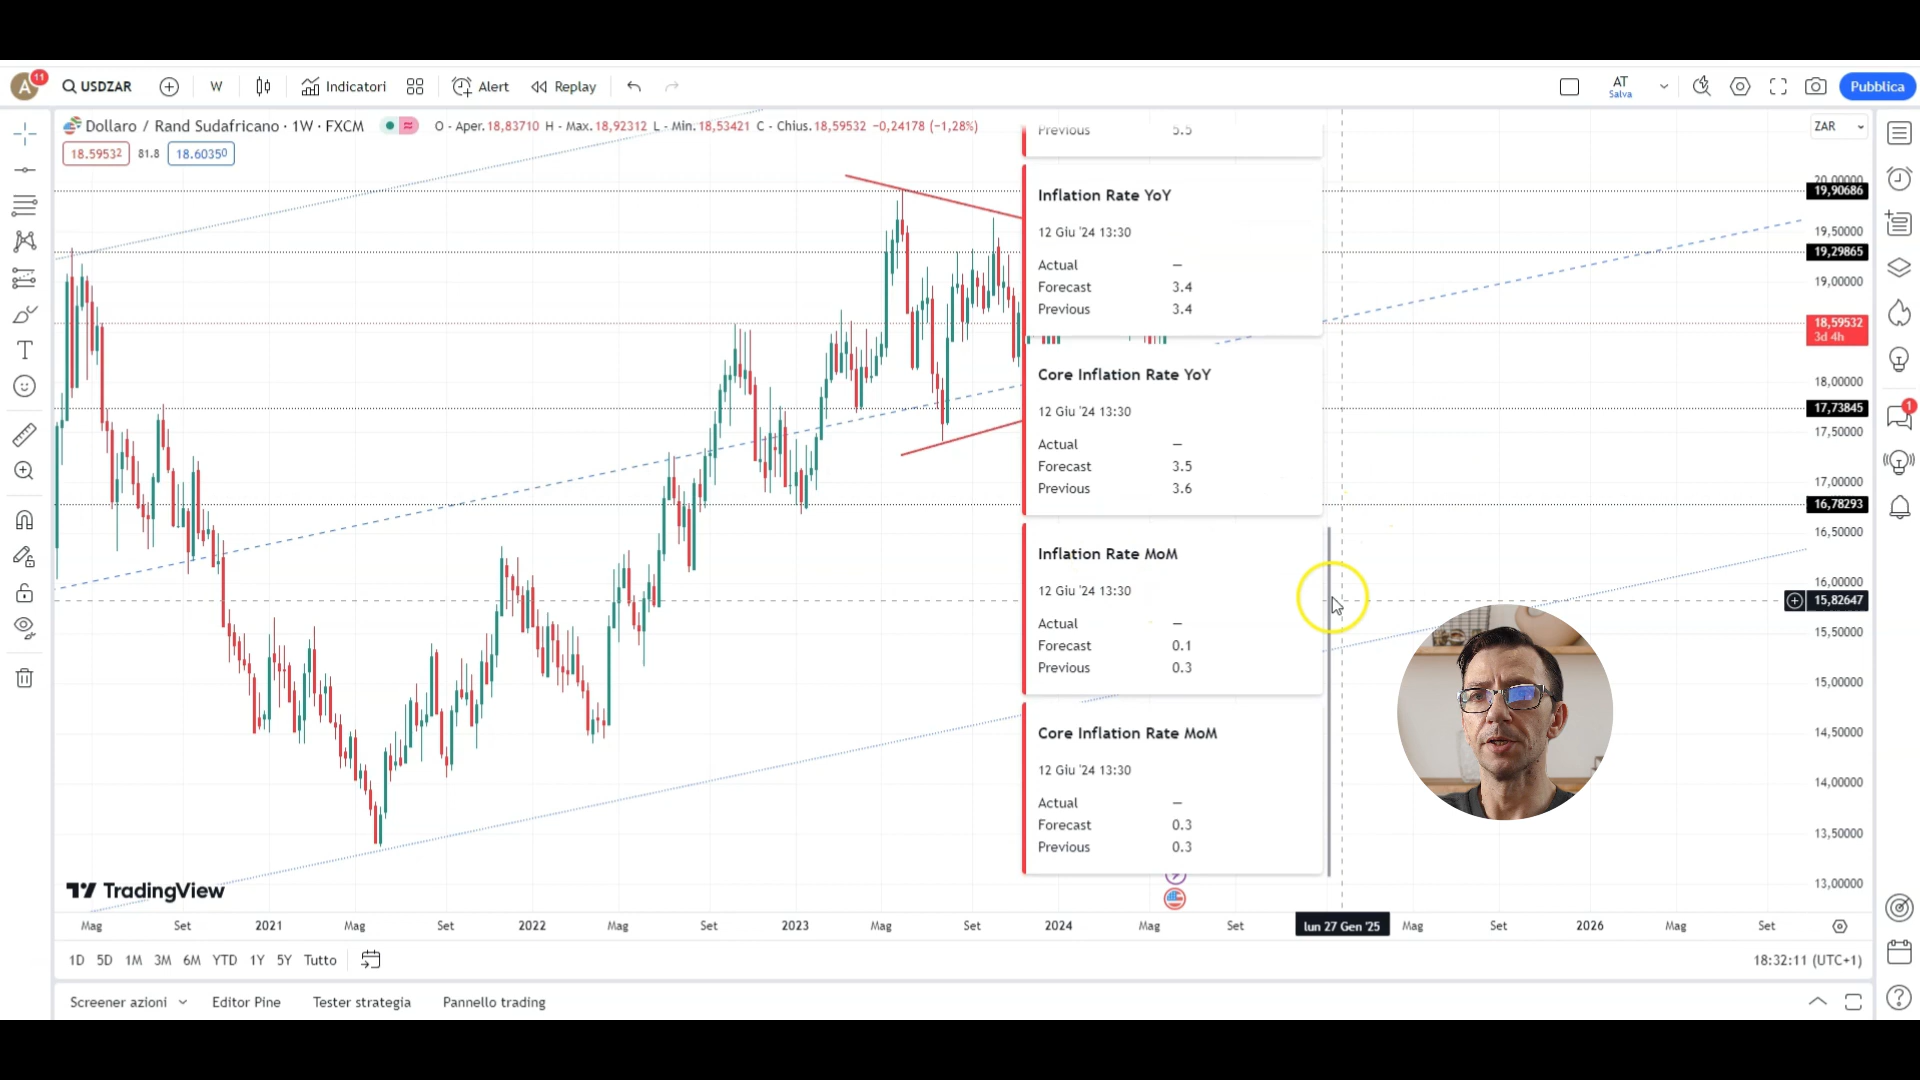 A
11
USDZAR
W
Indicatori
Alert
Replay
AT
Salva
Pubblica
Dollaro / Rand Sudafricano · 1W · FXCM
O - Aper.18,83710 H - Max.18,92312 L - Min.18,53421 C - Chius.18,59532 −0,24178 (−1,28%)
18.59532
81.8
18.60350
ZAR
Previous 5.5
Inflation Rate YoY
12 Giu '24 13:30
Actual —
Forecast 3.4
Previous 3.4
Core Inflation Rate YoY
12 Giu '24 13:30
Actual —
Forecast 3.5
Previous 3.6
Inflation Rate MoM
12 Giu '24 13:30
Actual —
Forecast 0.1
Previous 0.3
Core Inflation Rate MoM
12 Giu '24 13:30
Actual —
Forecast 0.3
Previous 0.3
20,00000
19,90686
19,50000
19,29865
19,00000
18,59532
3d 4h
18,00000
17,73845
17,50000
17,00000
16,78293
16,50000
16,00000
15,82647
15,50000
15,00000
14,50000
14,00000
13,50000
13,00000
1
TradingView
Mag Set 2021 Mag Set 2022 Mag Set 2023 Mag Set 2024 Mag Set lun 27 Gen '25 Mag Set 2026 Mag Set
1D 5D 1M 3M 6M YTD 1Y 5Y Tutto
18:32:11 (UTC+1)
Screener azioni Editor Pine Tester strategia Pannello trading